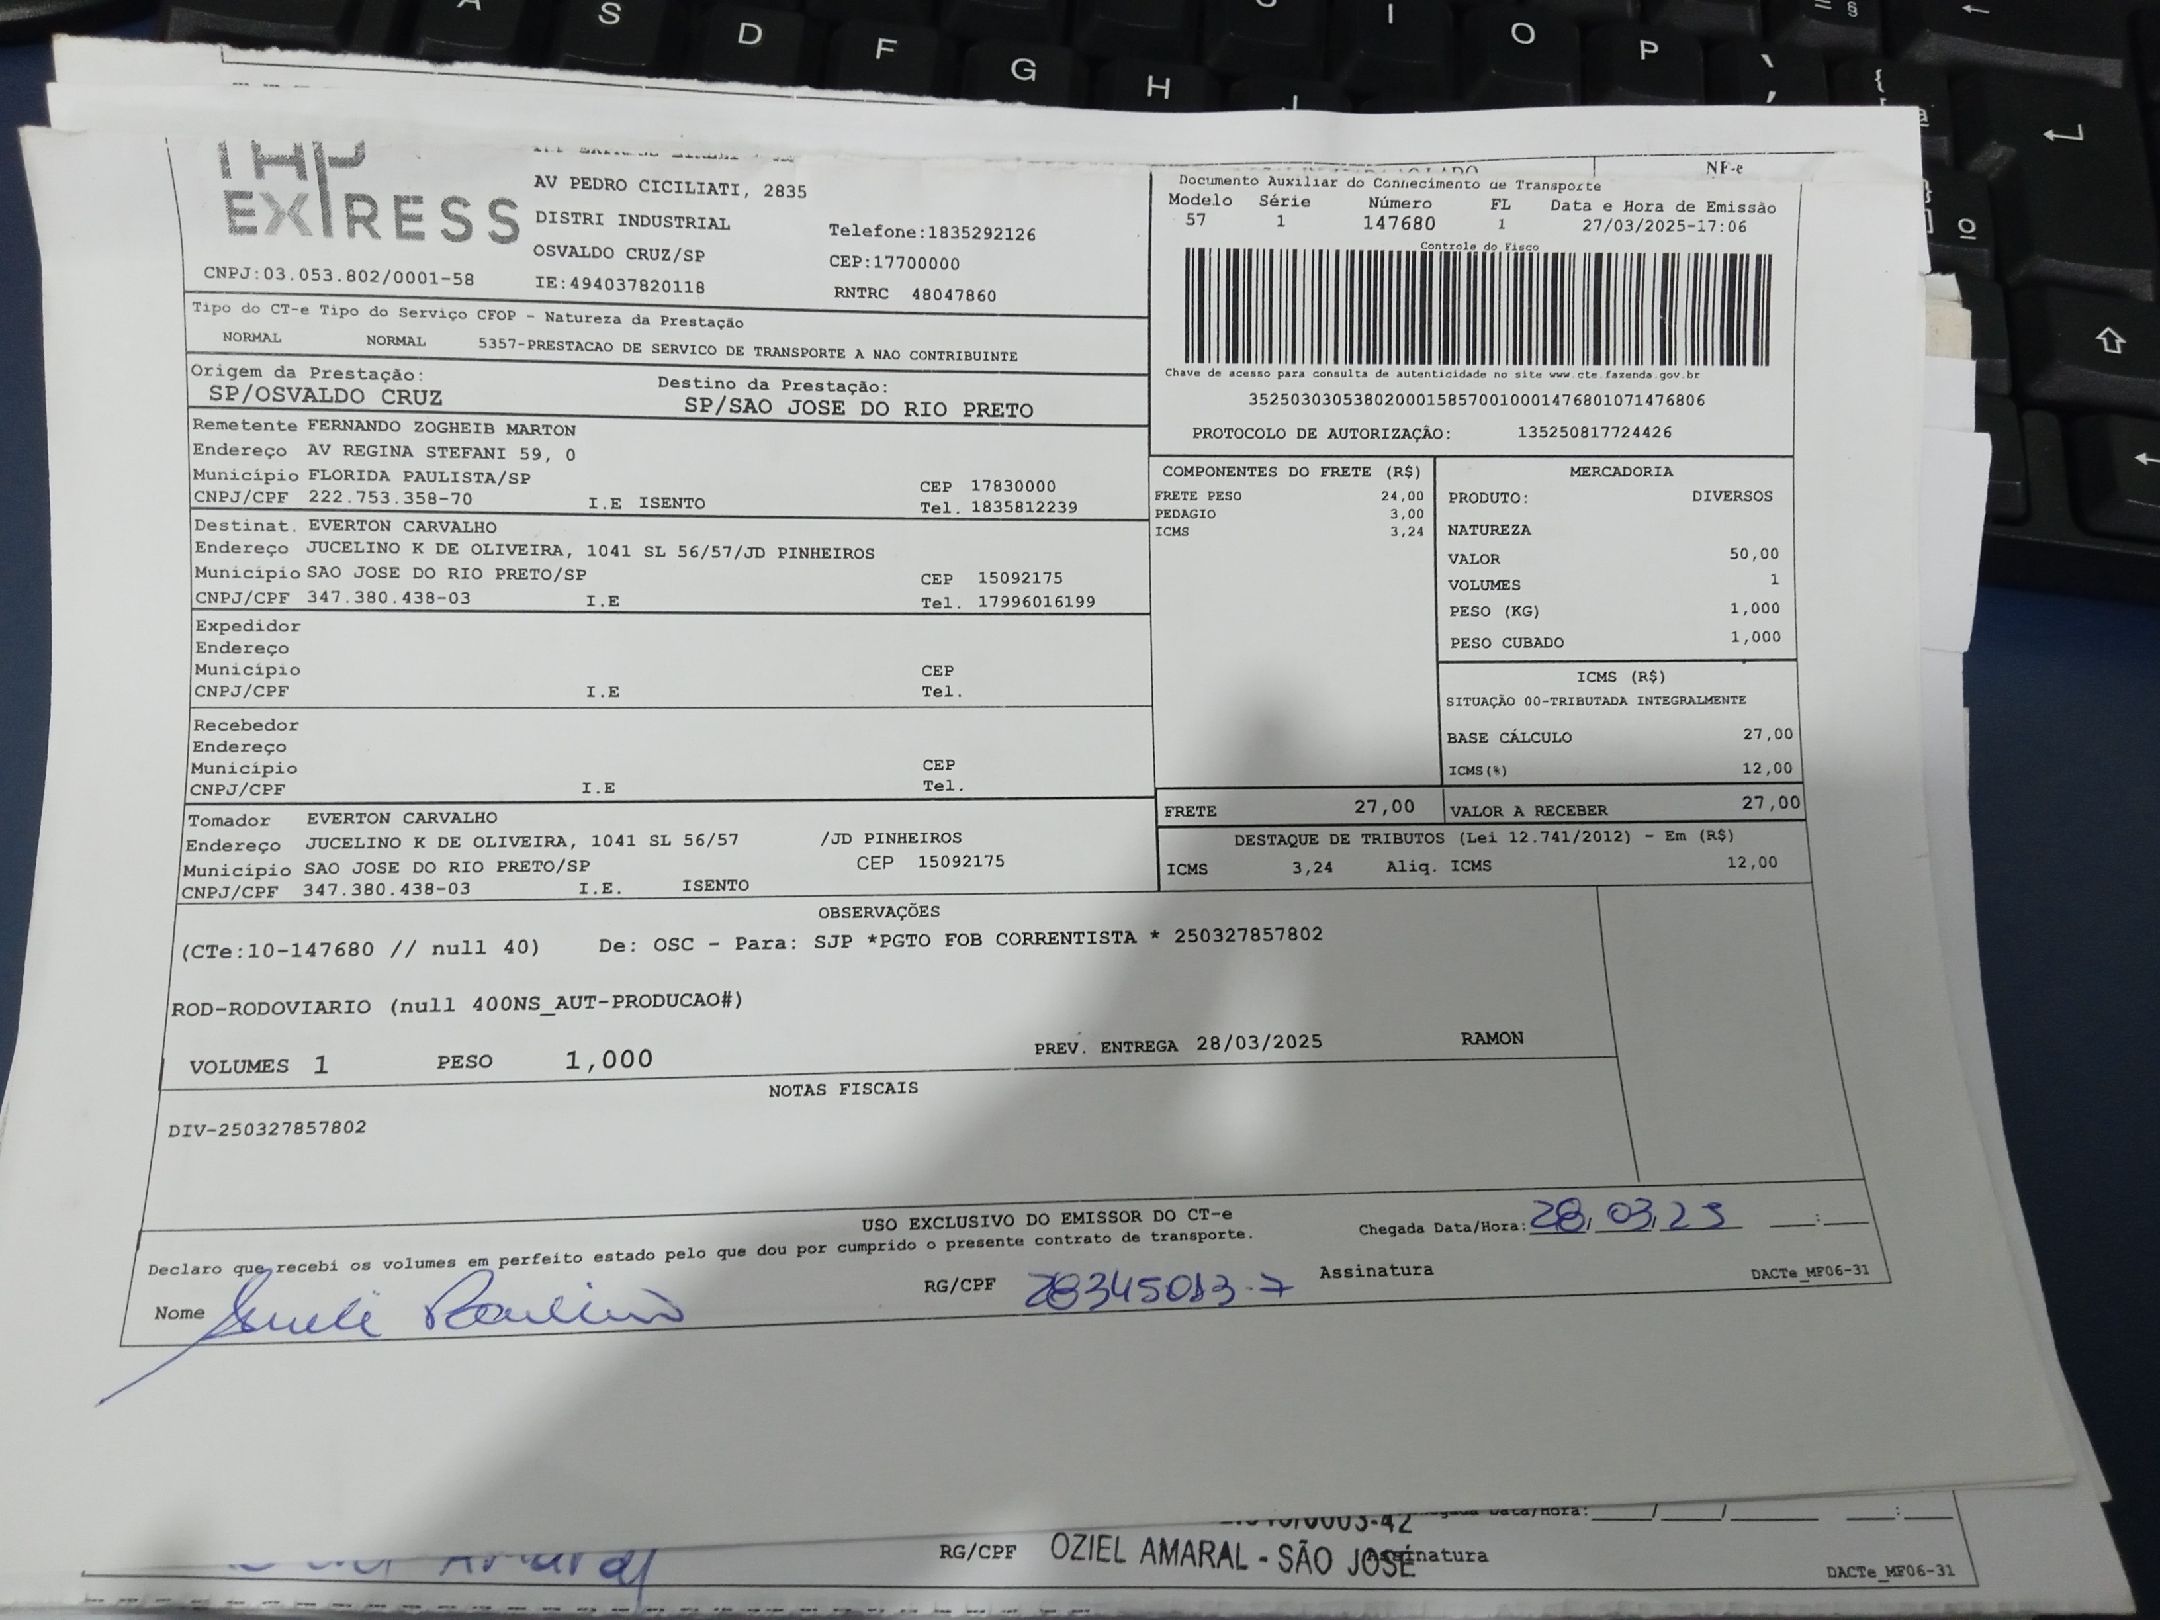 THP
EXPRESS
AV PEDRO CICILIATI, 2835
DISTRI INDUSTRIAL
Telefone:1835292126
OSVALDO CRUZ/SP
CEP:17700000
CNPJ:03.053.802/0001-58
IE:494037820118
RNTRC 48047860
NF-e
Documento Auxiliar do Conhecimento de Transporte
Modelo Série Número FL Data e Hora de Emissão
57 1 147680 1 27/03/2025-17:06
Controle do Fisco
Chave de acesso para consulta de autenticidade no site www.cte.fazenda.gov.br
35250303053802000158570010001476801071476806
PROTOCOLO DE AUTORIZAÇÂO: 135250817724426
Tipo do CT-e Tipo do Serviço CFOP - Natureza da Prestação
NORMAL NORMAL 5357-PRESTACAO DE SERVICO DE TRANSPORTE A NAO CONTRIBUINTE
Origem da Prestação: Destino da Prestação:
SP/OSVALDO CRUZ SP/SAO JOSE DO RIO PRETO
Remetente FERNANDO ZOGHEIB MARTON
Endereço AV REGINA STEFANI 59, 0
Município FLORIDA PAULISTA/SP CEP 17830000
CNPJ/CPF 222.753.358-70 I.E ISENTO Tel. 1835812239
Destinat. EVERTON CARVALHO
Endereço JUCELINO K DE OLIVEIRA, 1041 SL 56/57/JD PINHEIROS
Município SAO JOSE DO RIO PRETO/SP CEP 15092175
CNPJ/CPF 347.380.438-03 I.E Tel. 17996016199
Expedidor
Endereço
Município CEP
CNPJ/CPF I.E Tel.
Recebedor
Endereço
Município CEP
CNPJ/CPF I.E Tel.
Tomador EVERTON CARVALHO
Endereço JUCELINO K DE OLIVEIRA, 1041 SL 56/57 /JD PINHEIROS
Município SAO JOSE DO RIO PRETO/SP CEP 15092175
CNPJ/CPF 347.380.438-03 I.E. ISENTO
COMPONENTES DO FRETE (R$)
FRETE PESO 24,00
PEDAGIO 3,00
ICMS 3,24
MERCADORIA
PRODUTO: DIVERSOS
NATUREZA
VALOR 50,00
VOLUMES 1
PESO (KG) 1,000
PESO CUBADO 1,000
ICMS (R$)
SITUAÇÃO 00-TRIBUTADA INTEGRALMENTE
BASE CÁLCULO 27,00
ICMS(%) 12,00
FRETE 27,00 VALOR A RECEBER 27,00
DESTAQUE DE TRIBUTOS (Lei 12.741/2012) - Em (R$)
ICMS 3,24 Aliq. ICMS 12,00
OBSERVAÇÕES
(CTe:10-147680 // null 40) De: OSC - Para: SJP *PGTO FOB CORRENTISTA * 250327857802
ROD-RODOVIARIO (null 400NS_AUT-PRODUCAO#)
VOLUMES 1 PESO 1,000 PREV. ENTREGA 28/03/2025 RAMON
NOTAS FISCAIS
DIV-250327857802
USO EXCLUSIVO DO EMISSOR DO CT-e
Chegada Data/Hora: 28/03/25 __:__
Declaro que recebi os volumes em perfeito estado pelo que dou por cumprido o presente contrato de transporte.
Nome RG/CPF 28345013-7 Assinatura
DACTe_MF06-31
Data/Hora:
RG/CPF OZIEL AMARAL - SÃO JOSÉ Assinatura
Amaral
DACTe_MF06-31
A S D F G H I O P